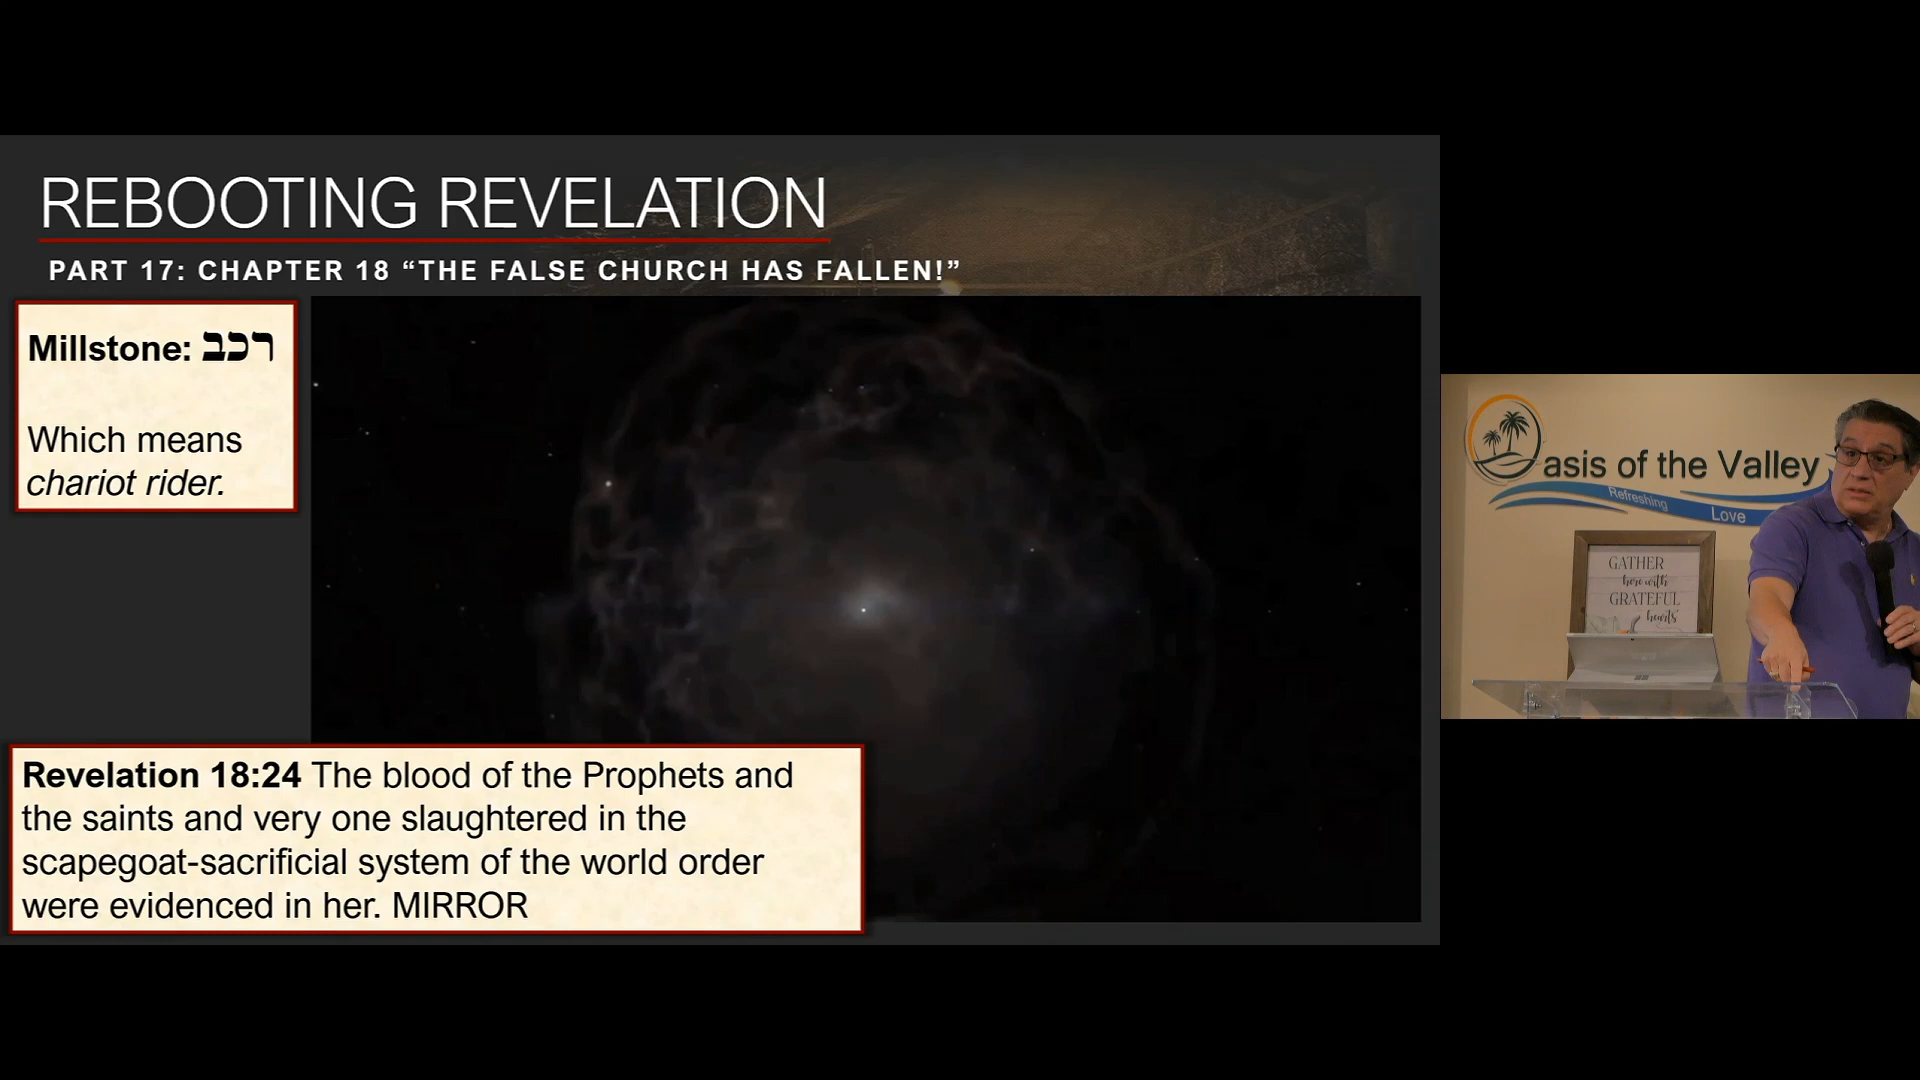 REBOOTING REVELATION
PART 17: CHAPTER 18 “THE FALSE CHURCH HAS FALLEN!”
Millstone: רכב
Which means
chariot rider.
Revelation 18:24 The blood of the Prophets and
the saints and very one slaughtered in the
scapegoat-sacrificial system of the world order
were evidenced in her. MIRROR
asis of the Valley
Refreshing
Love
GATHER
here with
GRATEFUL
hearts